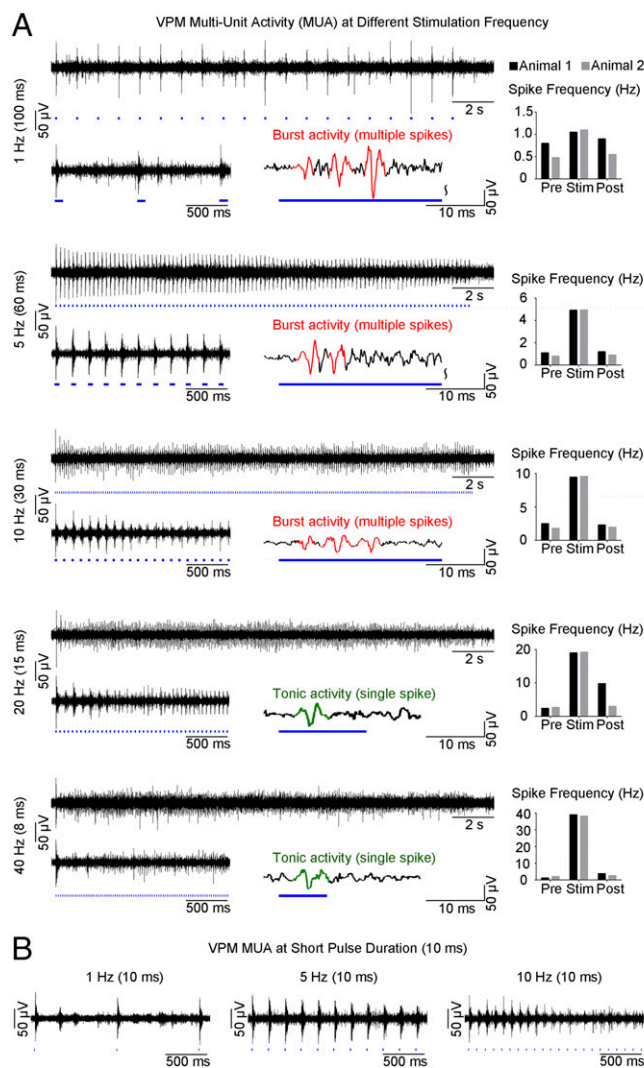 A
VPM Multi-Unit Activity (MUA) at Different Stimulation Frequency
1 Hz (100 ms)
50 µV
2 s
500 ms
Burst activity (multiple spikes)
10 ms
50 µV
Animal 1 Animal 2
Spike Frequency (Hz)
1.5
1.0
0.5
0.0
Pre Stim Post
5 Hz (60 ms)
50 µV
2 s
500 ms
Burst activity (multiple spikes)
10 ms
50 µV
Spike Frequency (Hz)
6
4
2
0
Pre Stim Post
10 Hz (30 ms)
50 µV
2 s
500 ms
Burst activity (multiple spikes)
10 ms
50 µV
Spike Frequency (Hz)
10
5
0
Pre Stim Post
20 Hz (15 ms)
50 µV
2 s
500 ms
Tonic activity (single spike)
10 ms
50 µV
Spike Frequency (Hz)
20
10
0
Pre Stim Post
40 Hz (8 ms)
50 µV
2 s
500 ms
Tonic activity (single spike)
10 ms
50 µV
Spike Frequency (Hz)
40
30
20
10
0
Pre Stim Post
B
VPM MUA at Short Pulse Duration (10 ms)
1 Hz (10 ms)
5 Hz (10 ms)
10 Hz (10 ms)
50 µV
50 µV
50 µV
500 ms
500 ms
500 ms